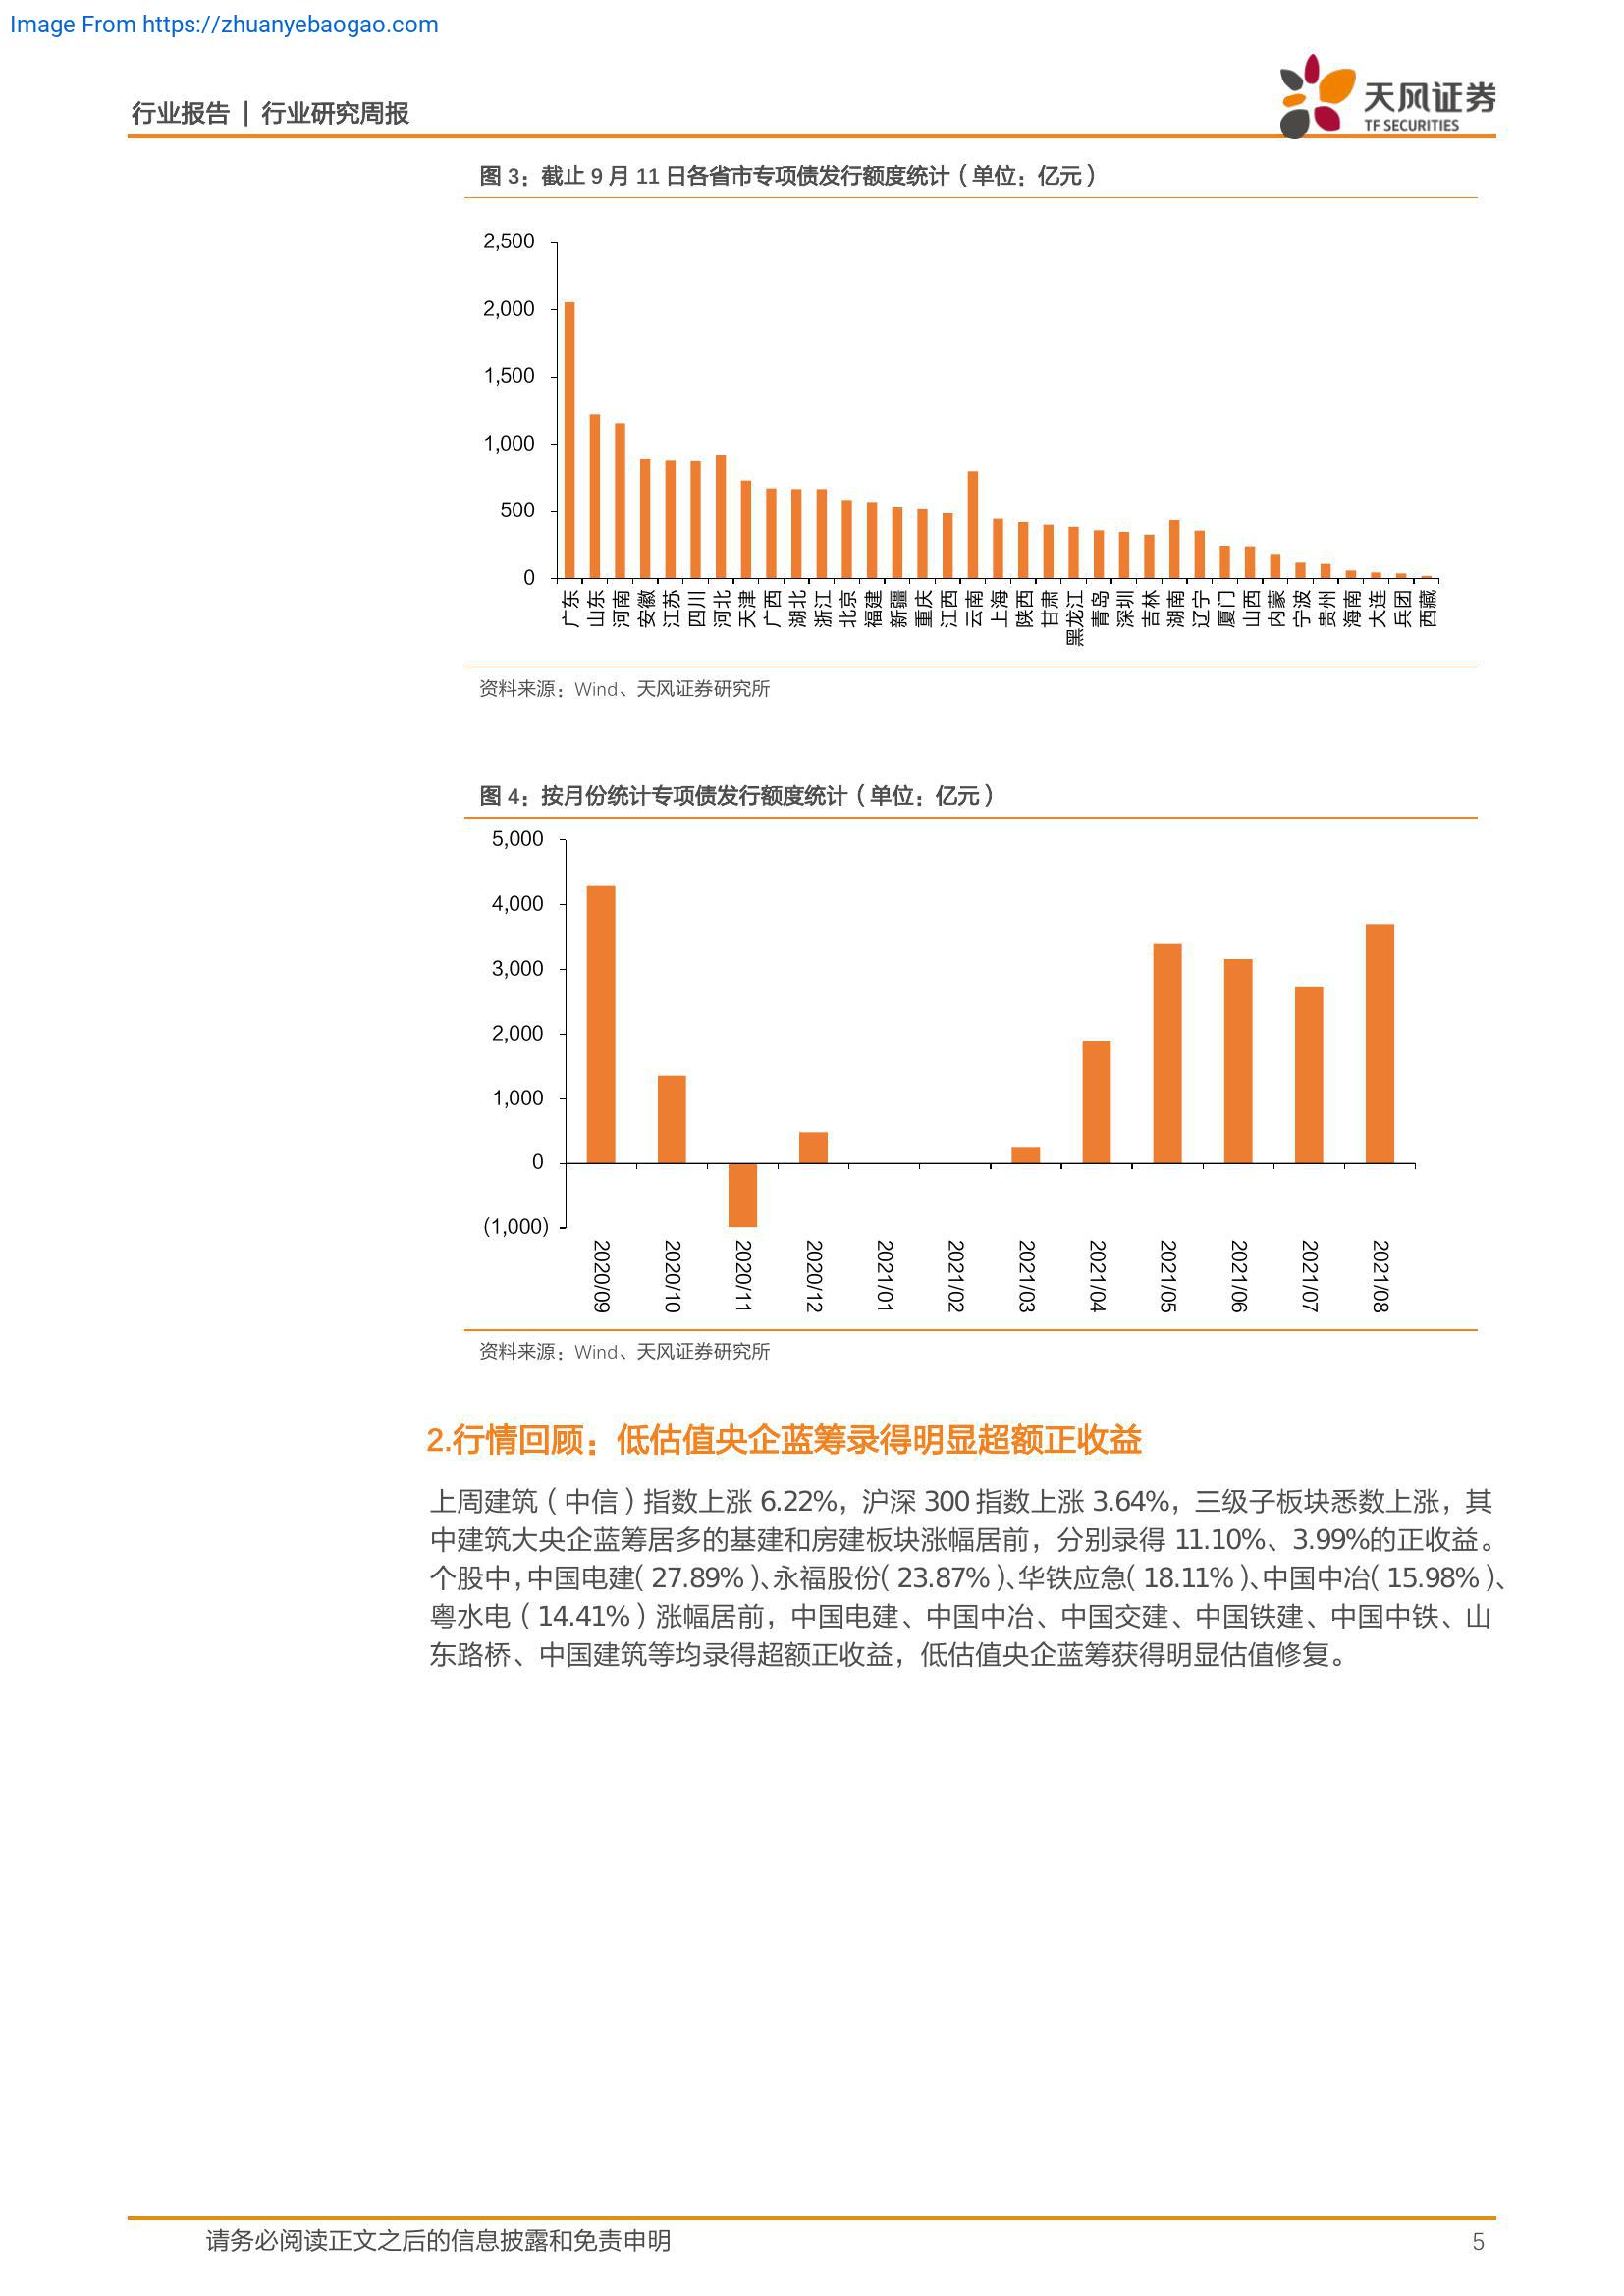 Image From https://zhuanyebaogao.com
行业报告 | 行业研究周报
天风证券
TF SECURITIES
图 3：截止 9 月 11 日各省市专项债发行额度统计（单位：亿元）
2,500
2,000
1,500
1,000
500
0
广东
山东
河南
安徽
江苏
四川
河北
天津
广西
湖北
浙江
北京
福建
新疆
重庆
江西
云南
上海
陕西
甘肃
黑龙江
青岛
深圳
吉林
湖南
辽宁
厦门
山西
内蒙
宁波
贵州
海南
大连
兵团
西藏
资料来源：Wind、天风证券研究所
图 4：按月份统计专项债发行额度统计（单位：亿元）
5,000
4,000
3,000
2,000
1,000
0
(1,000)
2020/09
2020/10
2020/11
2020/12
2021/01
2021/02
2021/03
2021/04
2021/05
2021/06
2021/07
2021/08
资料来源：Wind、天风证券研究所
2.行情回顾：低估值央企蓝筹录得明显超额正收益
上周建筑（中信）指数上涨 6.22%，沪深 300 指数上涨 3.64%，三级子板块悉数上涨，其
中建筑大央企蓝筹居多的基建和房建板块涨幅居前，分别录得 11.10%、3.99%的正收益。
个股中，中国电建（27.89%）、永福股份（23.87%）、华铁应急（18.11%）、中国中冶（15.98%）、
粤水电（14.41%）涨幅居前，中国电建、中国中冶、中国交建、中国铁建、中国中铁、山
东路桥、中国建筑等均录得超额正收益，低估值央企蓝筹获得明显估值修复。
请务必阅读正文之后的信息披露和免责申明
5